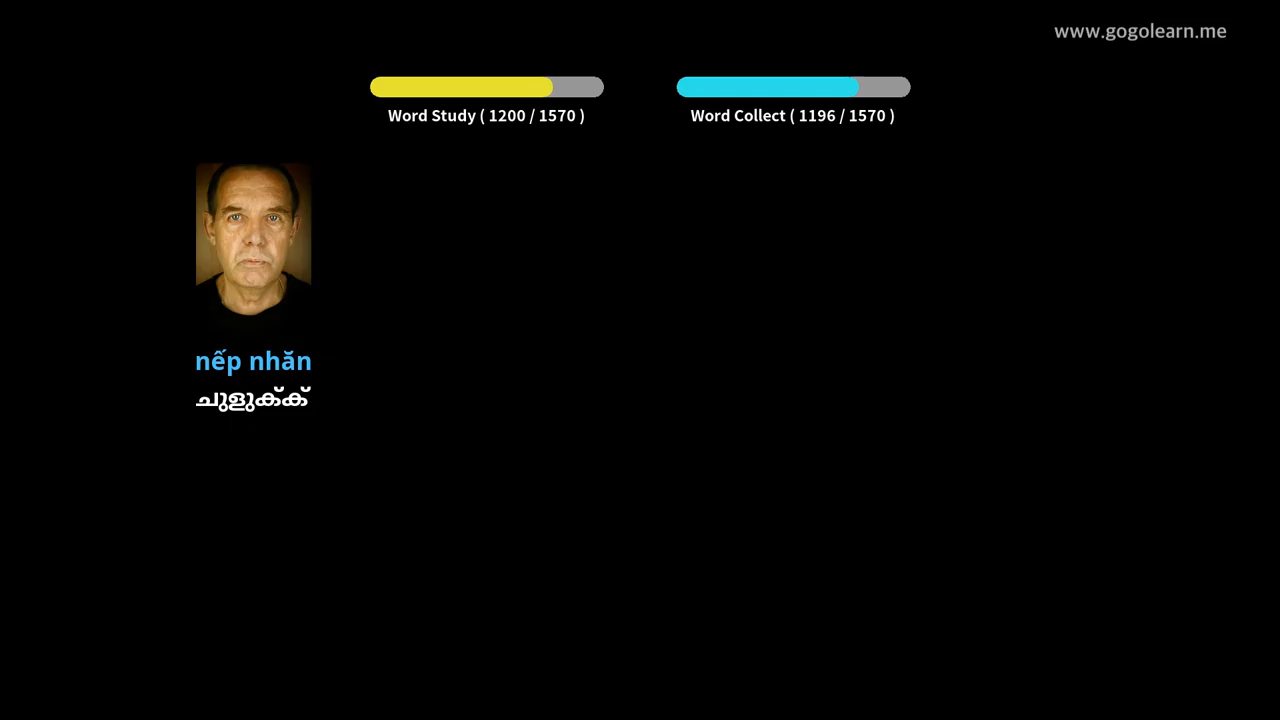 www.gogolearn.me
Word Study ( 1200 / 1570 )
Word Collect ( 1196 / 1570 )
nếp nhăn
ചുളുക്ക്